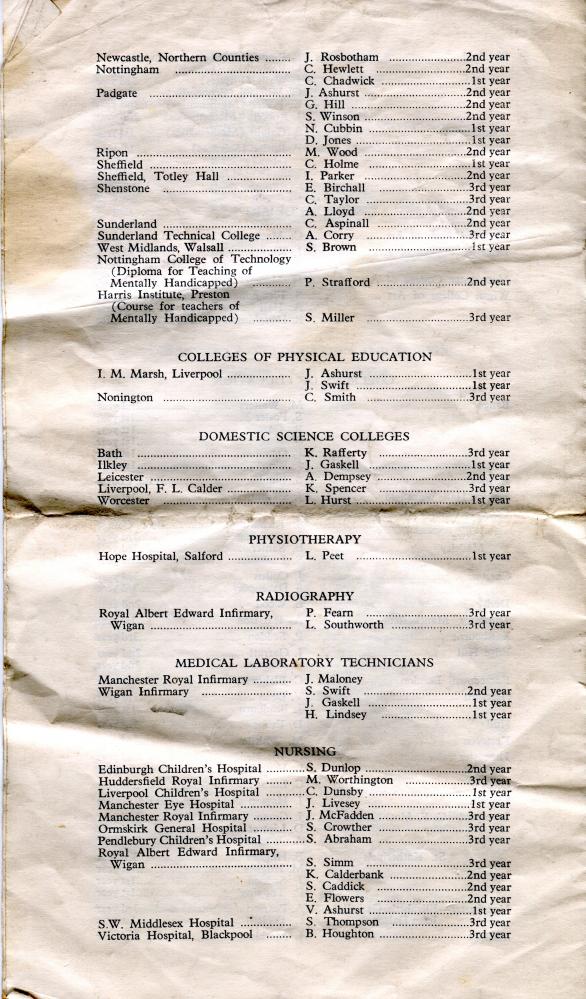 Newcastle, Northern Counties ........ J. Rosbotham ........................2nd year
Nottingham ................................... C. Hewlett ...........................2nd year
C. Chadwick .........................1st year
Padgate ........................................... J. Ashurst ............................2nd year
G. Hill .................................2nd year
S. Winson ............................2nd year
N. Cubbin ...........................1st year
D. Jones ..............................1st year
Ripon .............................................. M. Wood .............................2nd year
Sheffield .......................................... C. Holme ............................1st year
Sheffield, Totley Hall ................... I. Parker .............................2nd year
Shenstone ....................................... E. Birchall ...........................3rd year
C. Taylor .............................3rd year
A. Lloyd ..............................2nd year
Sunderland ..................................... C. Aspinall ..........................2nd year
Sunderland Technical College ....... A. Corry .............................3rd year
West Midlands, Walsall .................. S. Brown ............................1st year
Nottingham College of Technology
(Diploma for Teaching of
Mentally Handicapped) ........... P. Strafford .........................2nd year
Harris Institute, Preston
(Course for teachers of
Mentally Handicapped) ........... S. Miller .............................3rd year
COLLEGES OF PHYSICAL EDUCATION
I. M. Marsh, Liverpool .................. J. Ashurst ............................1st year
J. Swift ................................1st year
Nonington ..................................... C. Smith .............................3rd year
DOMESTIC SCIENCE COLLEGES
Bath ............................................ K. Rafferty .........................3rd year
Ilkley ............................................. J. Gaskell ............................1st year
Leicester ......................................... A. Dempsey ........................2nd year
Liverpool, F. L. Calder .................. K. Spencer ..........................3rd year
Worcester ..................................... L. Hurst ..............................1st year
PHYSIOTHERAPY
Hope Hospital, Salford .................. L. Peet ................................1st year
RADIOGRAPHY
Royal Albert Edward Infirmary,
Wigan ........................................ P. Fearn ..............................3rd year
L. Southworth .....................3rd year
MEDICAL LABORATORY TECHNICIANS
Manchester Royal Infirmary ........... J. Maloney
Wigan Infirmary ......................... S. Swift ...............................2nd year
J. Gaskell ............................1st year
H. Lindsey ..........................1st year
NURSING
Edinburgh Children's Hospital ...........S. Dunlop ...........................2nd year
Huddersfield Royal Infirmary ........ M. Worthington ..................3rd year
Liverpool Children's Hospital ........ C. Dunsby ...........................1st year
Manchester Eye Hospital .............. J. Livesey ............................1st year
Manchester Royal Infirmary ........... J. McFadden ........................3rd year
Ormskirk General Hospital ........... S. Crowther .........................3rd year
Pendlebury Children's Hospital .........S. Abraham ..........................3rd year
Royal Albert Edward Infirmary,
Wigan ........................................ S. Simm ..............................3rd year
K. Calderbank .....................2nd year
S. Caddick ..........................2nd year
E. Flowers ...........................2nd year
V. Ashurst ...........................1st year
S.W. Middlesex Hospital ............... S. Thompson .......................3rd year
Victoria Hospital, Blackpool ........ B. Houghton .......................3rd year